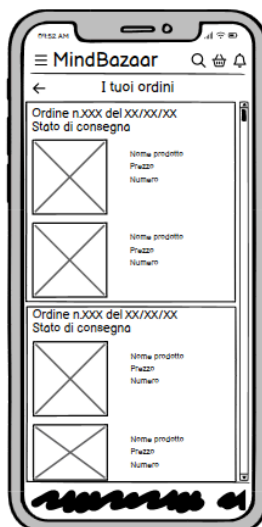 09:52 AM
MindBazaar
I tuoi ordini
Ordine n.XXX del XX/XX/XX
Stato di consegna
Nome prodotto
Prezzo
Numero
Nome prodotto
Prezzo
Numero
Ordine n.XXX del XX/XX/XX
Stato di consegna
Nome prodotto
Prezzo
Numero
Nome prodotto
Prezzo
Numero